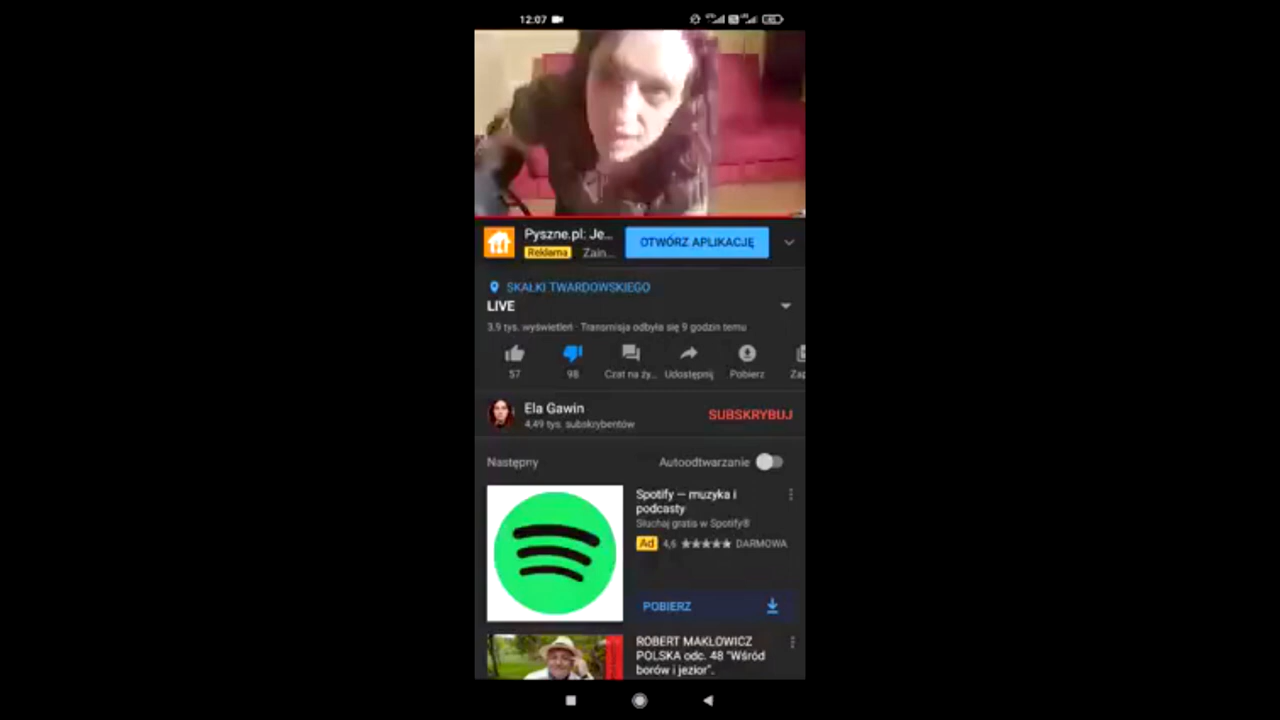 12:07
Pyszne.pl: Je...
Reklama Zain...
OTWÓRZ APLIKACJĘ
SKAŁKI TWARDOWSKIEGO
LIVE
3,9 tys. wyświetleń · Transmisja odbyła się 9 godzin temu
57 98 Czat na ży... Udostępnij Pobierz Zap
Ela Gawin
4,49 tys. subskrybentów
SUBSKRYBUJ
Następny Autoodtwarzanie
Spotify – muzyka i
podcasty
Słuchaj gratis w Spotify®
Ad 4,6 ★★★★★ DARMOWA
POBIERZ
ROBERT MAKŁOWICZ
POLSKA odc. 48 "Wśród
borów i jezior".